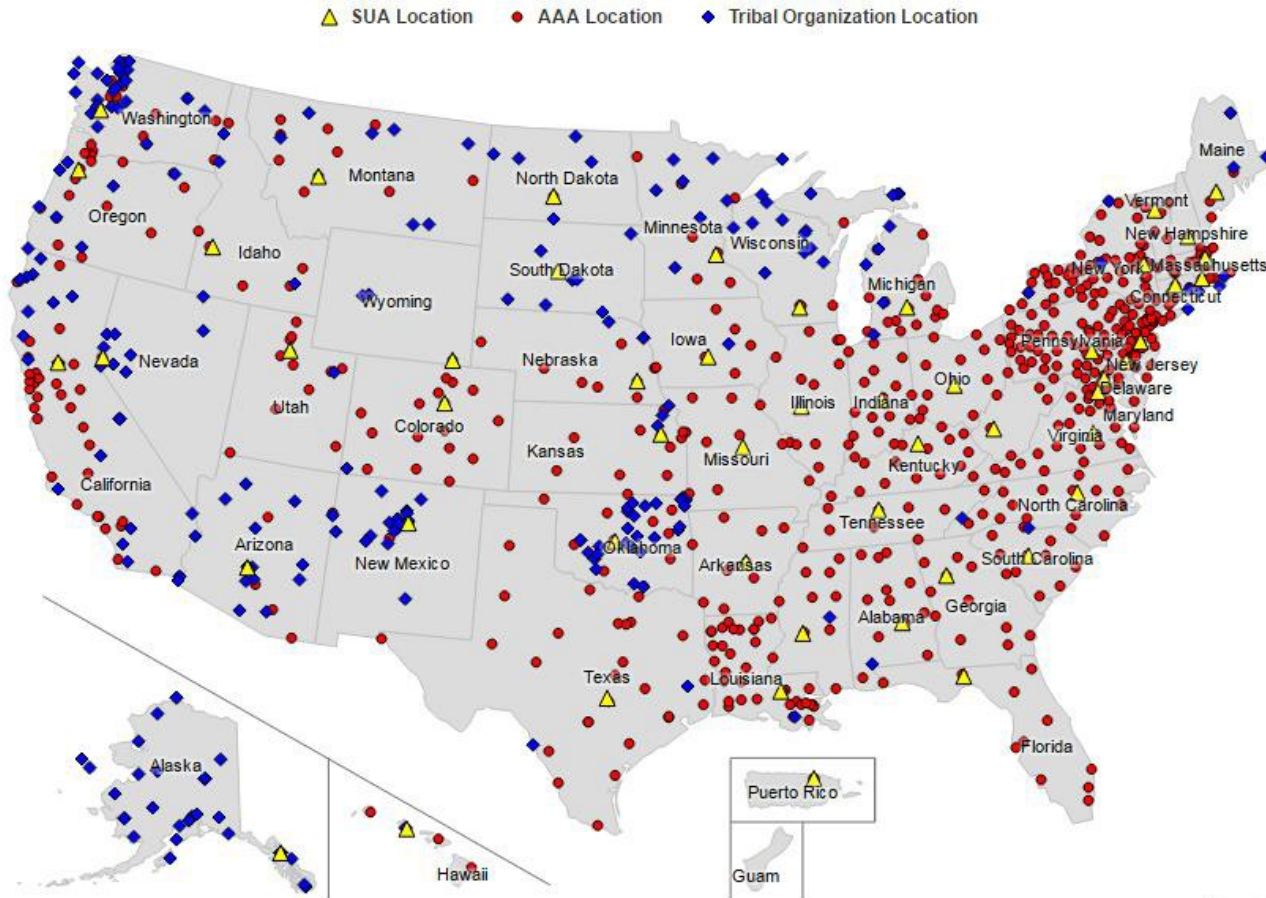 SUA Location AAA Location Tribal Organization Location
Washington
Montana
North Dakota
Maine
Oregon
Minnesota
Vermont
Idaho
Wisconsin
New Hampshire
South Dakota
New York
Massachusetts
Wyoming
Michigan
Connecticut
Nevada
Nebraska
Iowa
Pennsylvania
New Jersey
Utah
Colorado
Illinois
Indiana
Ohio
Delaware
Maryland
Kansas
Missouri
Kentucky
Virginia
California
North Carolina
Arizona
New Mexico
Oklahoma
Tennessee
Arkansas
South Carolina
Alabama
Georgia
Texas
Louisiana
Florida
Alaska
Puerto Rico
Hawaii
Guam